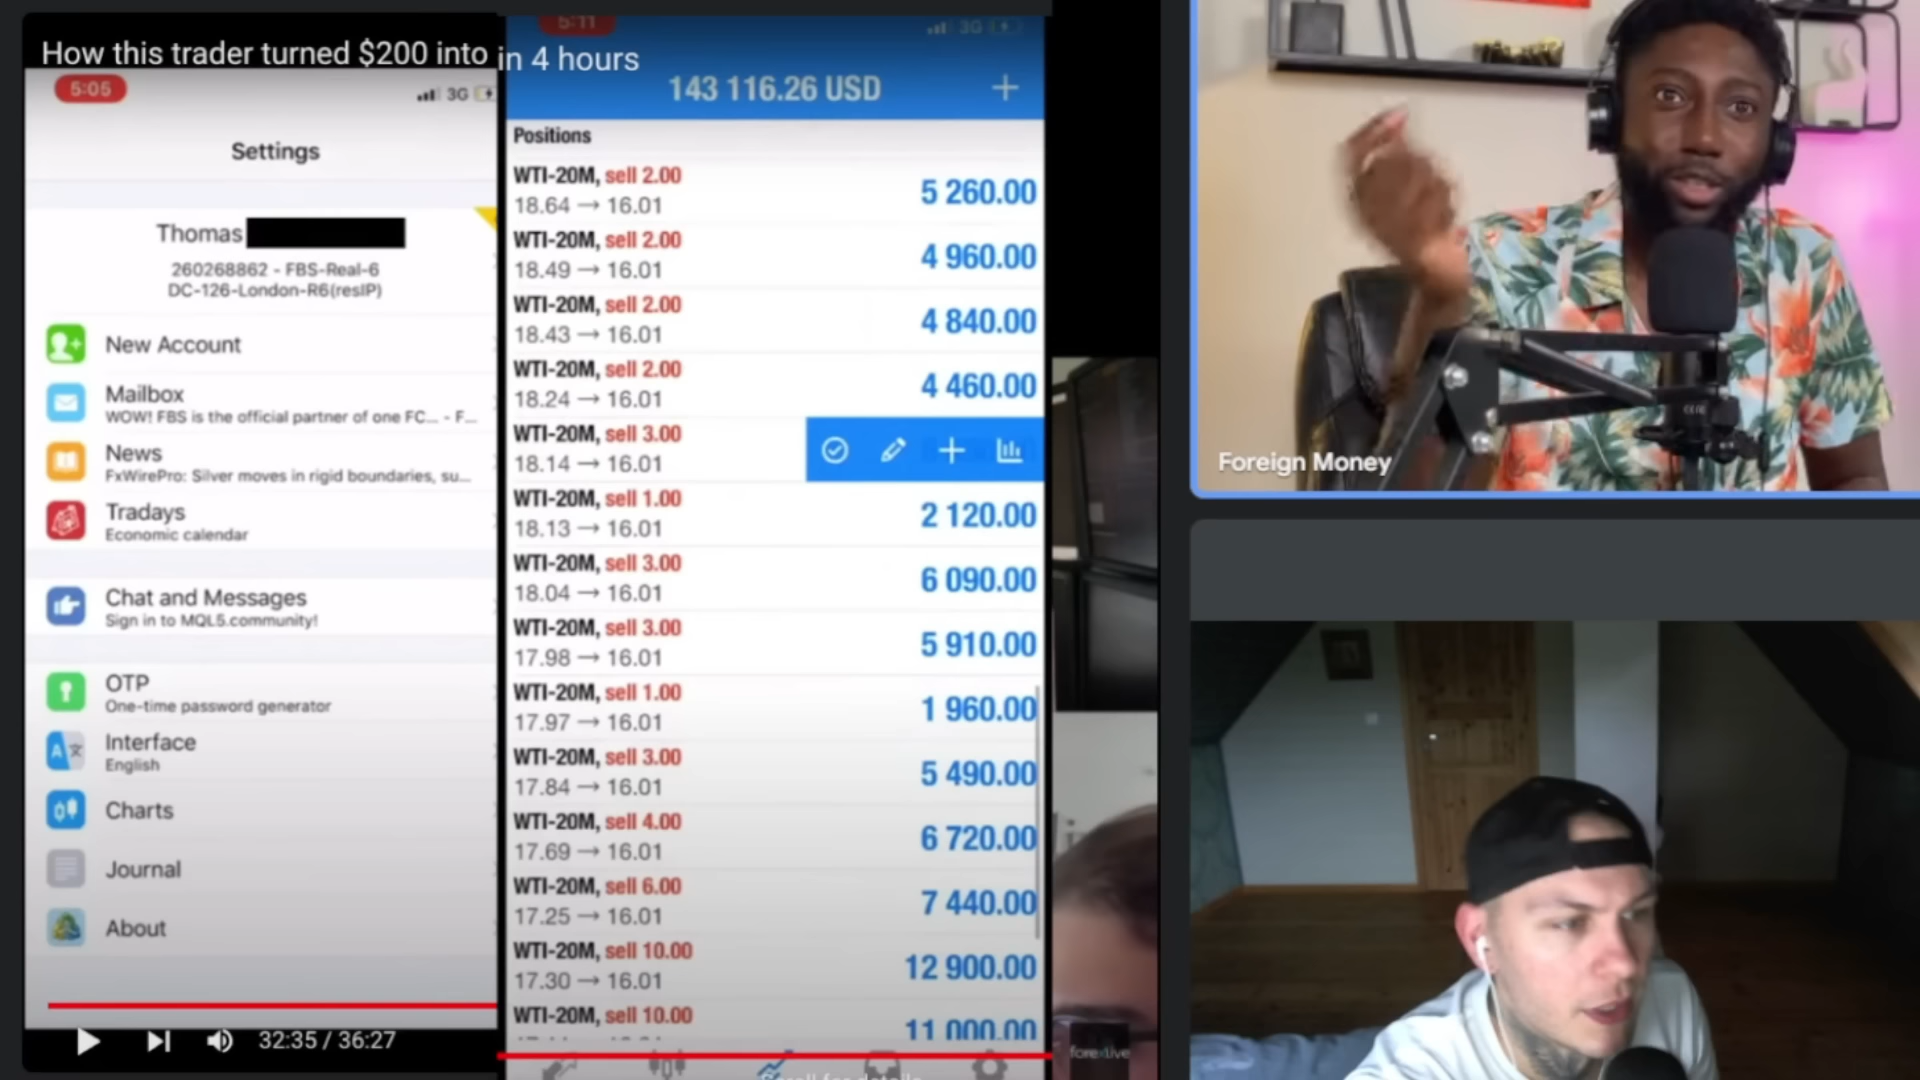 How this trader turned $200 into in 4 hours
5:05
3G
Settings
Thomas
260268862 - FBS-Real-6
DC-126-London-R6(resIP)
New Account
Mailbox
WOW! FBS is the official partner of one FC... - F...
News
FxWirePro: Silver moves in rigid boundaries, su...
Tradays
Economic calendar
Chat and Messages
Sign in to MQL5.community!
OTP
One-time password generator
Interface
English
Charts
Journal
About
32:35 / 36:27
5:11
3G
143 116.26 USD
Positions
WTI-20M, sell 2.00
18.64 → 16.01
5 260.00
WTI-20M, sell 2.00
18.49 → 16.01
4 960.00
WTI-20M, sell 2.00
18.43 → 16.01
4 840.00
WTI-20M, sell 2.00
18.24 → 16.01
4 460.00
WTI-20M, sell 3.00
18.14 → 16.01
WTI-20M, sell 1.00
18.13 → 16.01
2 120.00
WTI-20M, sell 3.00
18.04 → 16.01
6 090.00
WTI-20M, sell 3.00
17.98 → 16.01
5 910.00
WTI-20M, sell 1.00
17.97 → 16.01
1 960.00
WTI-20M, sell 3.00
17.84 → 16.01
5 490.00
WTI-20M, sell 4.00
17.69 → 16.01
6 720.00
WTI-20M, sell 6.00
17.25 → 16.01
7 440.00
WTI-20M, sell 10.00
17.30 → 16.01
12 900.00
WTI-20M, sell 10.00
11 000.00
Scroll for details
forexlive
Foreign Money